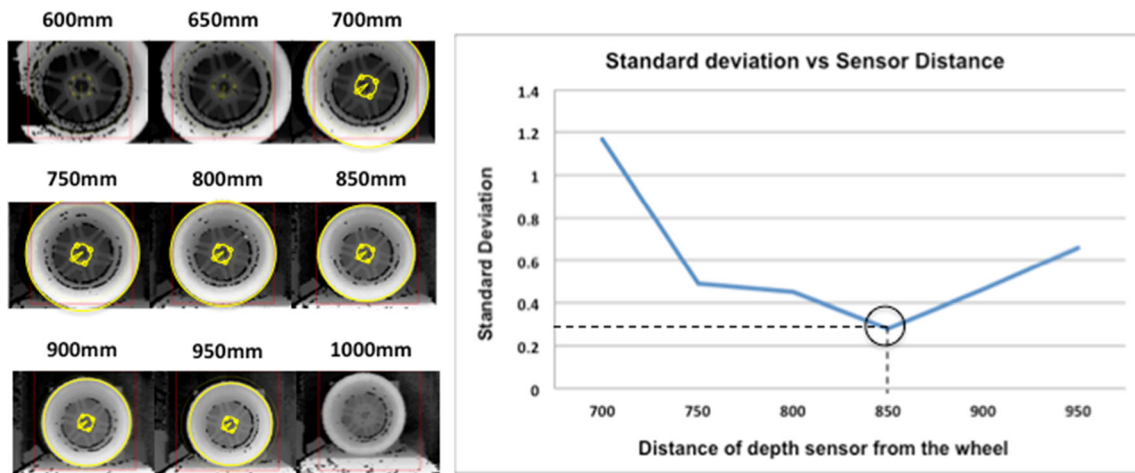 600mm 650mm 700mm
750mm 800mm 850mm
900mm 950mm 1000mm
Standard deviation vs Sensor Distance
Standard Deviation
1.4
1.2
1
0.8
0.6
0.4
0.2
0
700 750 800 850 900 950
Distance of depth sensor from the wheel